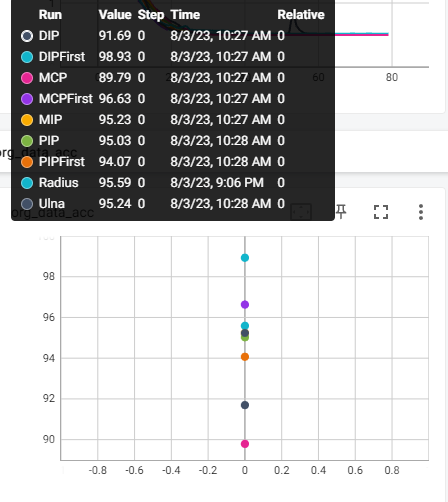 Run Value Step Time Relative
DIP 91.69 0 8/3/23, 10:27 AM 0
DIPFirst 98.93 0 8/3/23, 10:27 AM 0
MCP 89.79 0 8/3/23, 10:27 AM 0
MCPFirst 96.63 0 8/3/23, 10:27 AM 0
MIP 95.23 0 8/3/23, 10:27 AM 0
PIP 95.03 0 8/3/23, 10:28 AM 0
PIPFirst 94.07 0 8/3/23, 10:28 AM 0
Radius 95.59 0 8/3/23, 9:06 PM 0
Ulna 95.24 0 8/3/23, 10:28 AM 0
60 80
org_data_acc
org_data_acc
98
96
94
92
90
-0.8 -0.6 -0.4 -0.2 0 0.2 0.4 0.6 0.8